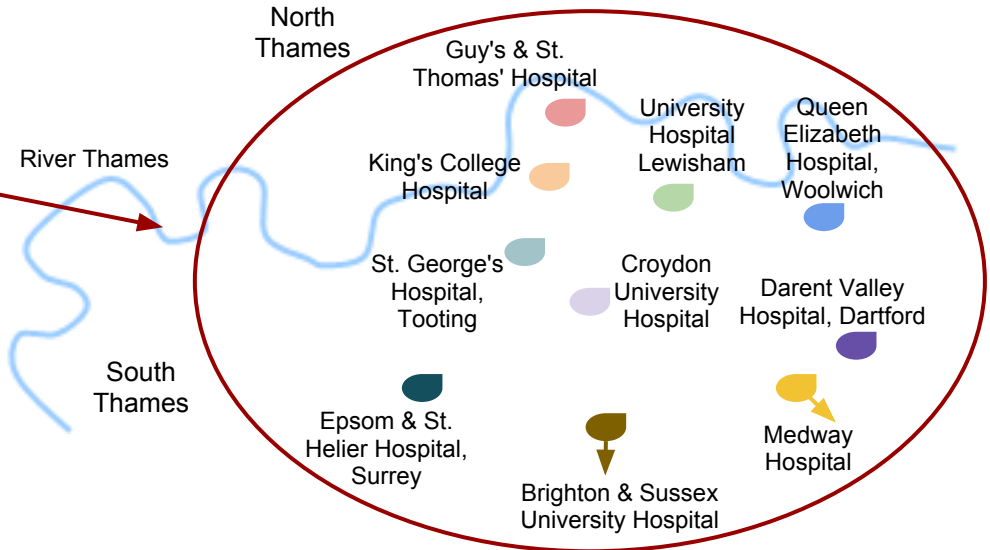 North
Thames
Guy's & St.
Thomas' Hospital
University
Hospital
Lewisham
Queen
Elizabeth
Hospital,
Woolwich
River Thames
King's College
Hospital
St. George's
Hospital,
Tooting
Croydon
University
Hospital
Darent Valley
Hospital, Dartford
South
Thames
Epsom & St.
Helier Hospital,
Surrey
Medway
Hospital
Brighton & Sussex
University Hospital